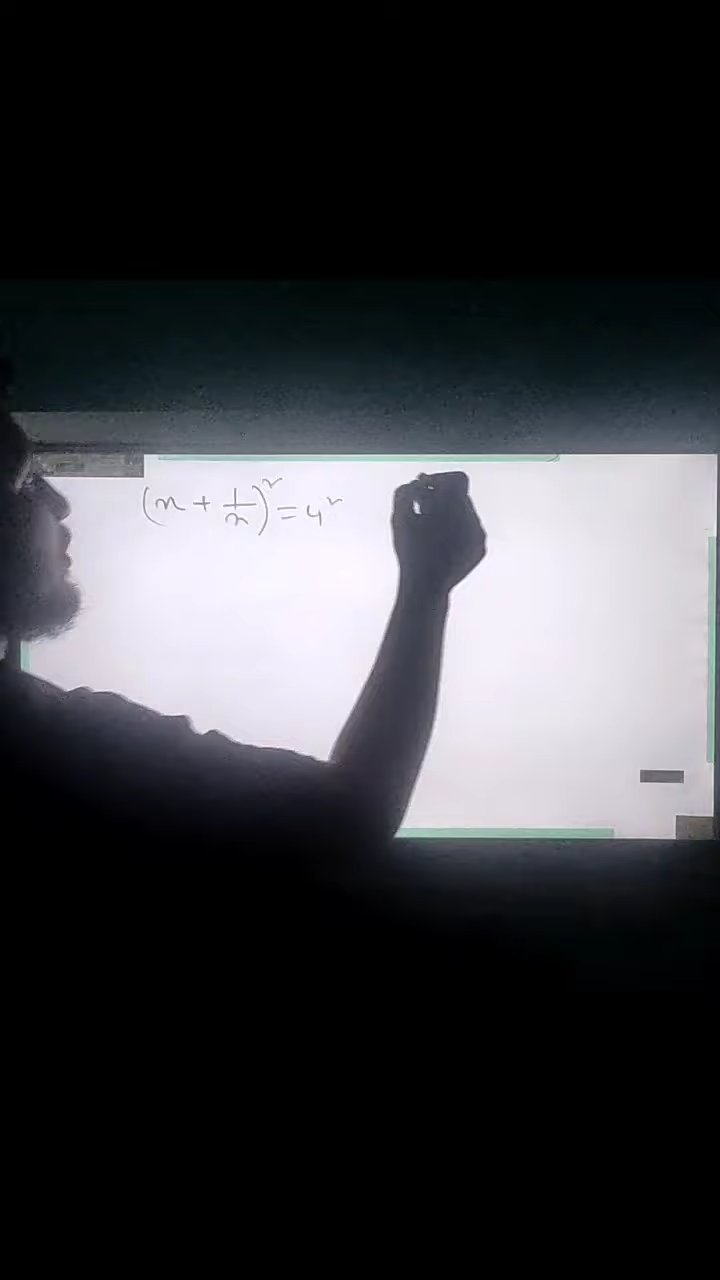 (x + 1/x)² = 4²